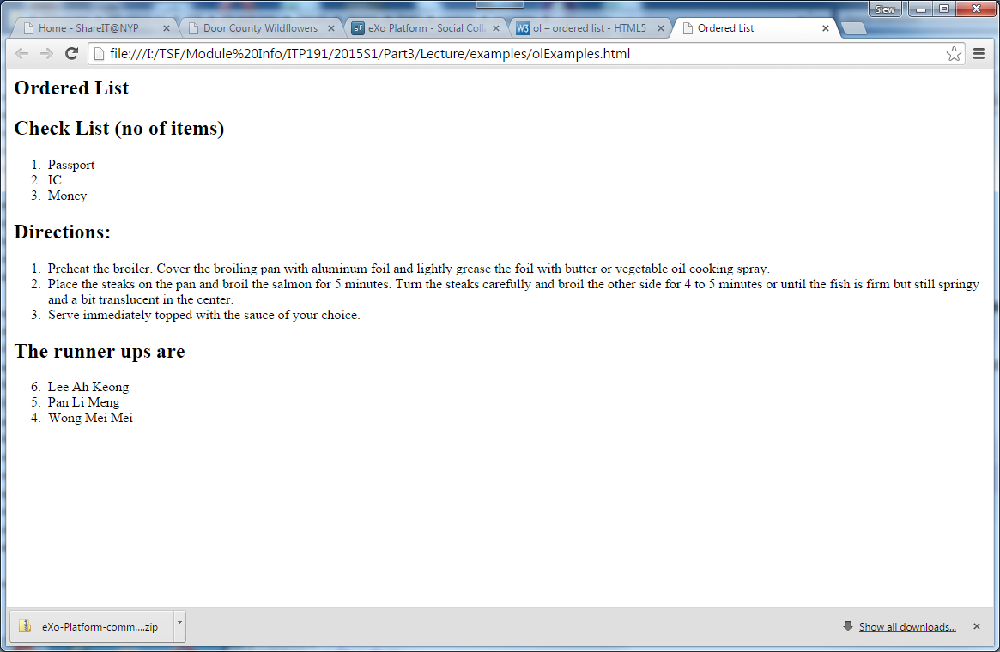 Siew
Home - ShareIT@NYP
Door County Wildflowers
eXo Platform - Social Coll
W3 ol – ordered list - HTML5
Ordered List
file:///I:/TSF/Module%20Info/ITP191/2015S1/Part3/Lecture/examples/olExamples.html
Ordered List
Check List (no of items)
1. Passport
2. IC
3. Money
Directions:
1. Preheat the broiler. Cover the broiling pan with aluminum foil and lightly grease the foil with butter or vegetable oil cooking spray.
2. Place the steaks on the pan and broil the salmon for 5 minutes. Turn the steaks carefully and broil the other side for 4 to 5 minutes or until the fish is firm but still springy
and a bit translucent in the center.
3. Serve immediately topped with the sauce of your choice.
The runner ups are
6. Lee Ah Keong
5. Pan Li Meng
4. Wong Mei Mei
eXo-Platform-comm....zip
Show all downloads...